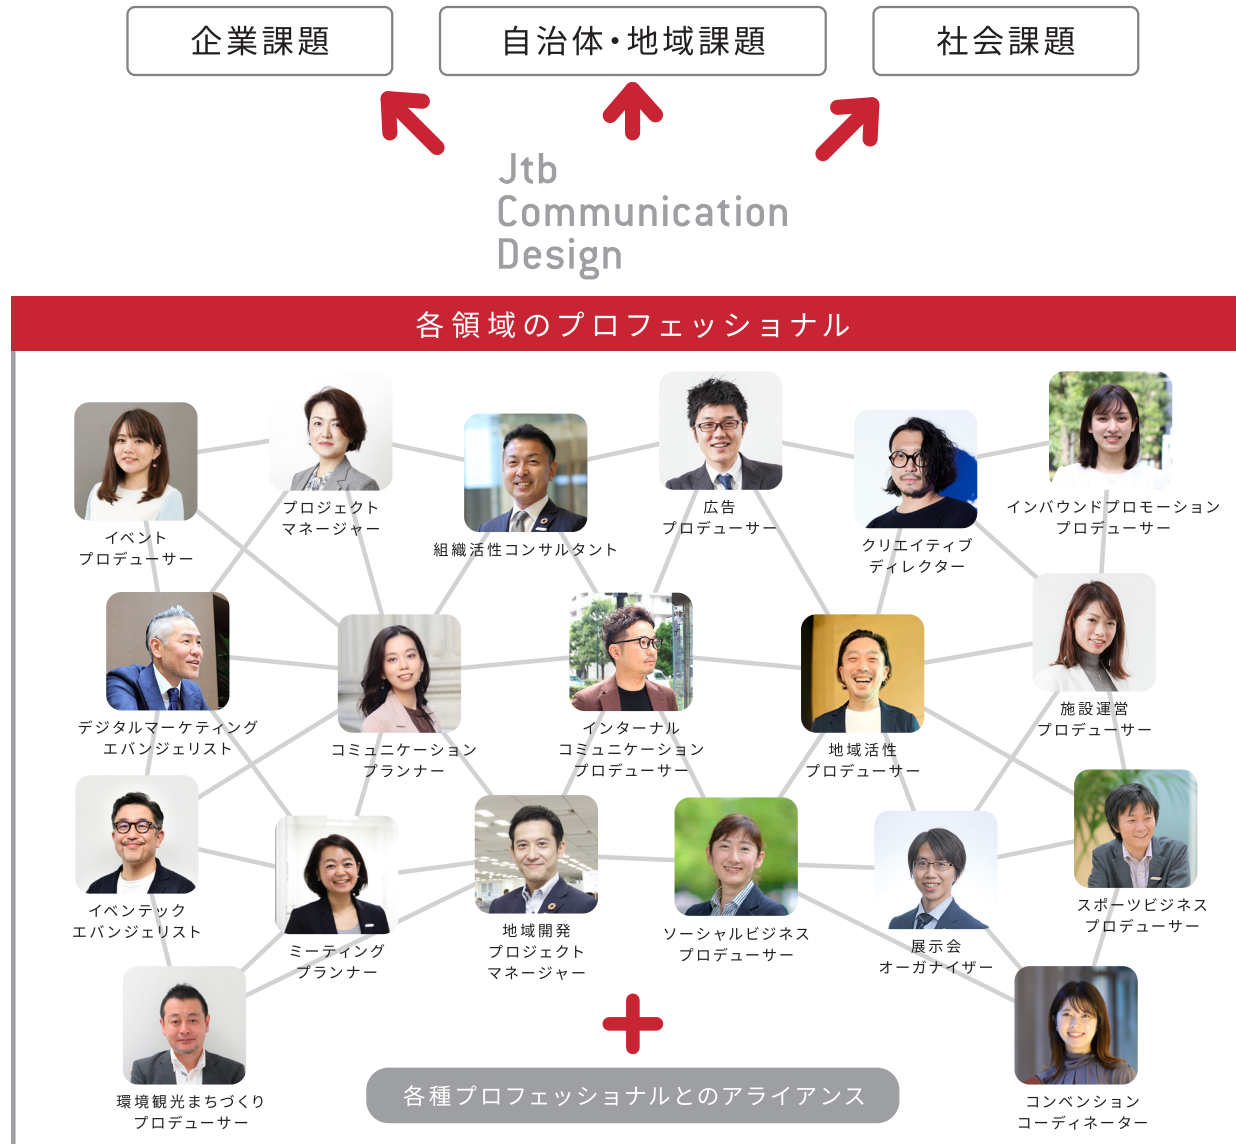 企業課題
自治体・地域課題
社会課題
Jtb
Communication
Design
各領域のプロフェッショナル
イベント
プロデューサー
プロジェクト
マネージャー
組織活性コンサルタント
広告
プロデューサー
クリエイティブ
ディレクター
インバウンドプロモーション
プロデューサー
デジタルマーケティング
エバンジェリスト
コミュニケーション
プランナー
インターナル
コミュニケーション
プロデューサー
地域活性
プロデューサー
施設運営
プロデューサー
イベンテック
エバンジェリスト
ミーティング
プランナー
地域開発
プロジェクト
マネージャー
ソーシャルビジネス
プロデューサー
展示会
オーガナイザー
スポーツビジネス
プロデューサー
環境観光まちづくり
プロデューサー
コンベンション
コーディネーター
各種プロフェッショナルとのアライアンス